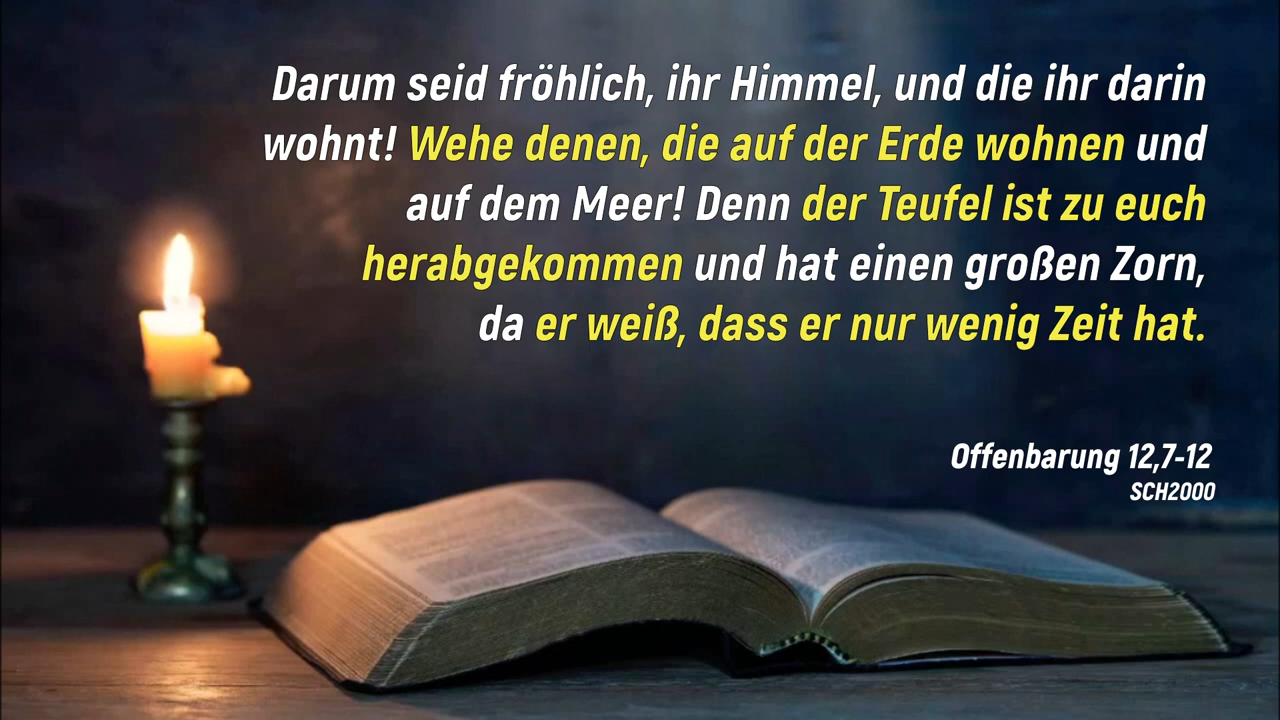 Darum seid fröhlich, ihr Himmel, und die ihr darin
wohnt! Wehe denen, die auf der Erde wohnen und
auf dem Meer! Denn der Teufel ist zu euch
herabgekommen und hat einen großen Zorn,
da er weiß, dass er nur wenig Zeit hat.
Offenbarung 12,7-12
SCH2000